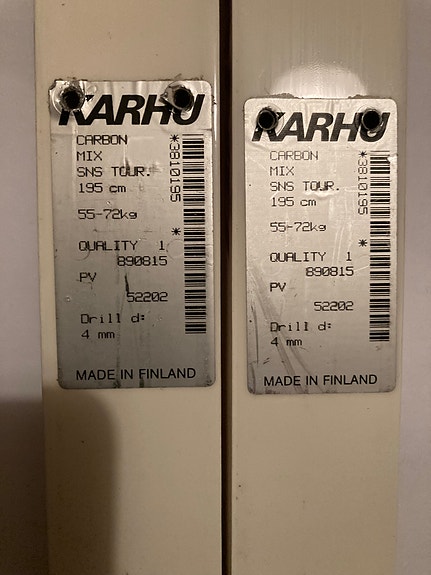 KARHU
CARBON
MIX
SNS TOUR.
195 cm
55-72kg
QUALITY 1
890815
PV
52202
Drill d:
4 mm
*3810195*
MADE IN FINLAND
KARHU
CARBON
MIX
SNS TOUR.
195 cm
55-72kg
QUALITY 1
890815
PV
52202
Drill d:
4 mm
*3810195*
MADE IN FINLAND